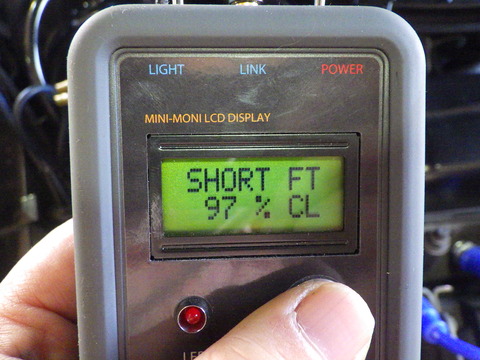 LIGHT LINK POWER
MINI-MONI LCD DISPLAY
SHORT FT
97 % CL